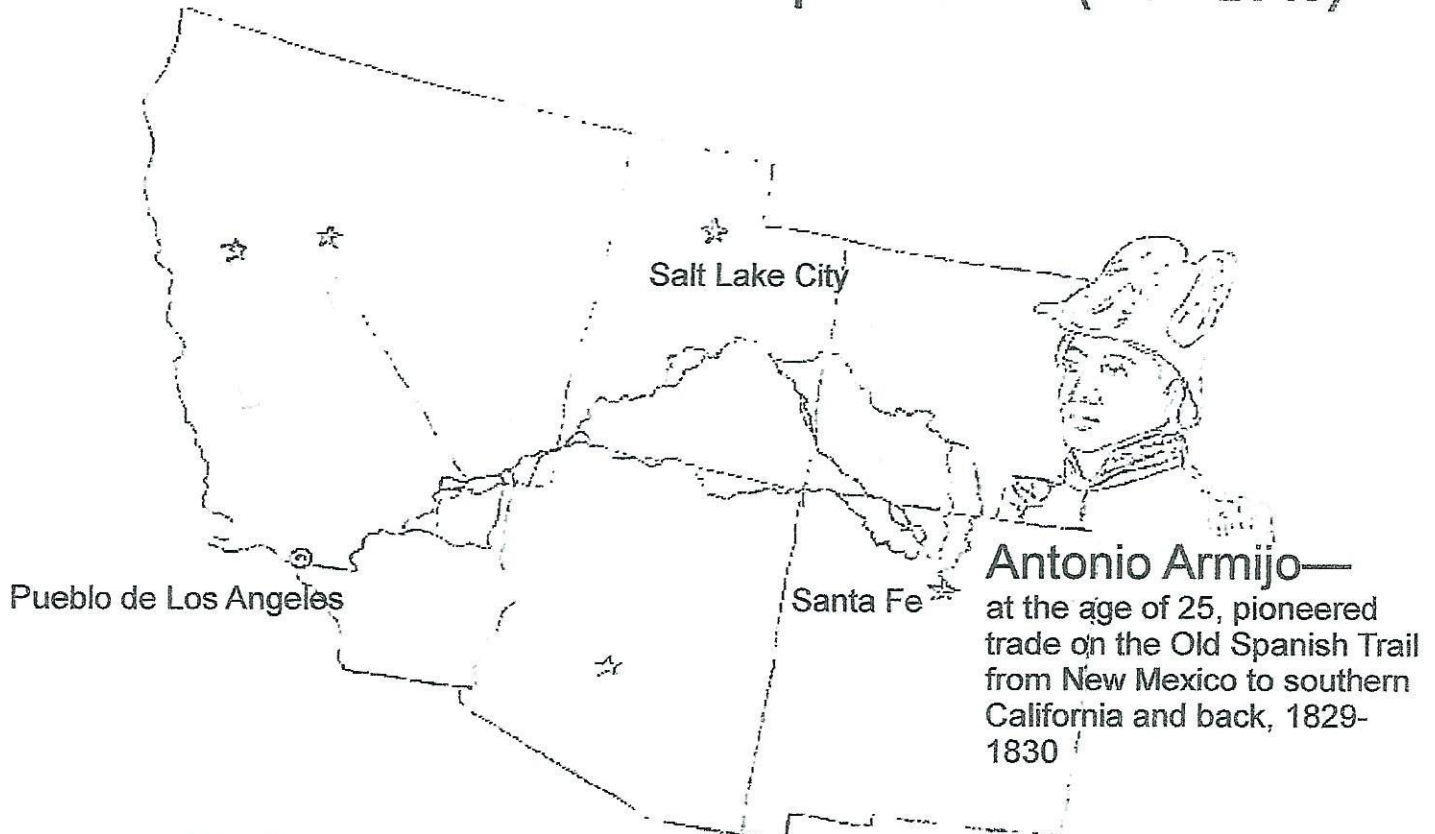 Salt Lake City
Pueblo de Los Angeles
Santa Fe
Antonio Armijo—
at the age of 25, pioneered
trade on the Old Spanish Trail
from New Mexico to southern
California and back, 1829-
1830